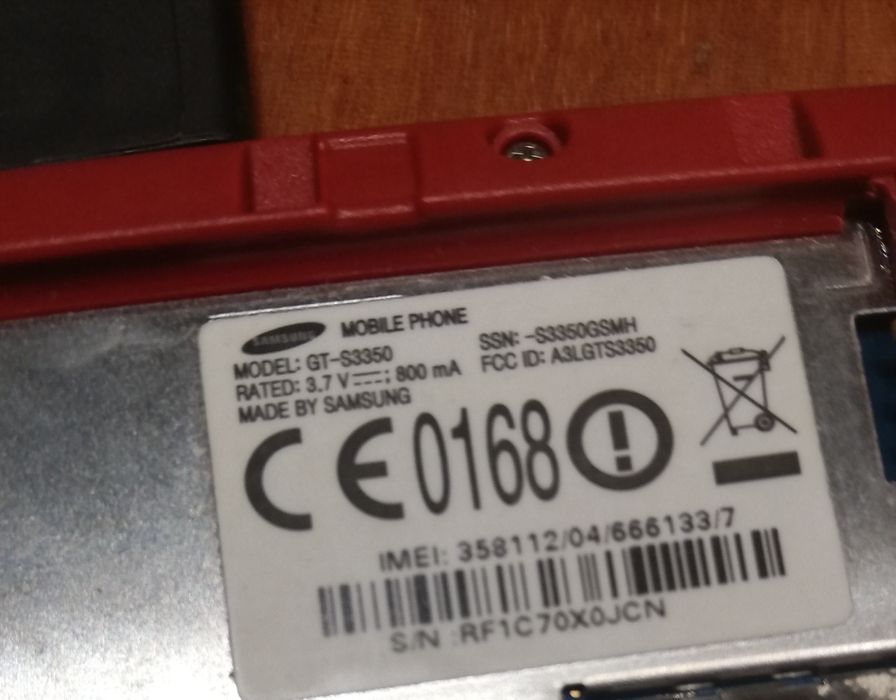 SAMSUNG MOBILE PHONE
MODEL: GT-S3350
SSN: -S3350GSMH
RATED: 3.7 V ; 800 mA
FCC ID: A3LGTS3350
MADE BY SAMSUNG
CE0168
IMEI: 358112/04/666133/7
S/N :RF1C70X0JCN